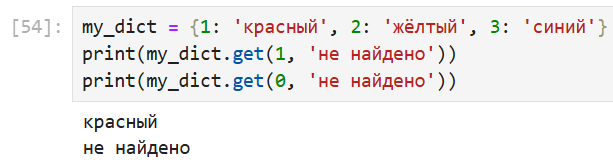 [54]: my_dict = {1: 'красный', 2: 'жёлтый', 3: 'синий'}
print(my_dict.get(1, 'не найдено'))
print(my_dict.get(0, 'не найдено'))
красный
не найдено